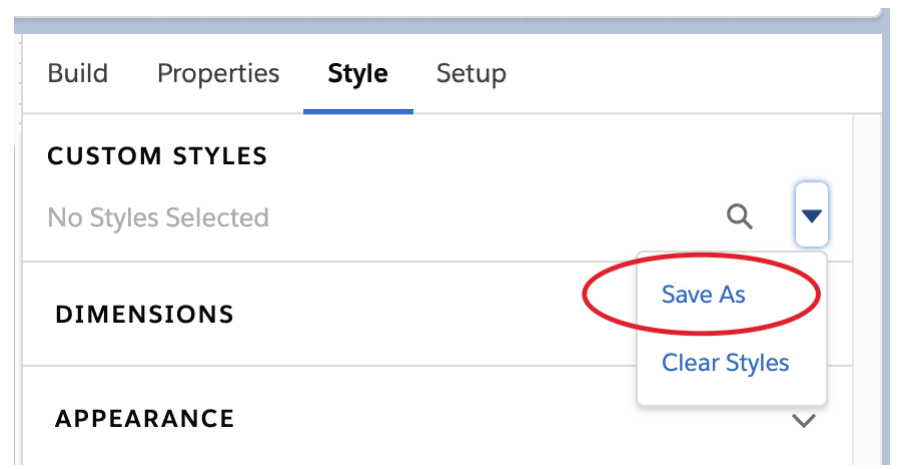 Build Properties Style Setup
CUSTOM STYLES
No Styles Selected
Save As
DIMENSIONS
Clear Styles
APPEARANCE